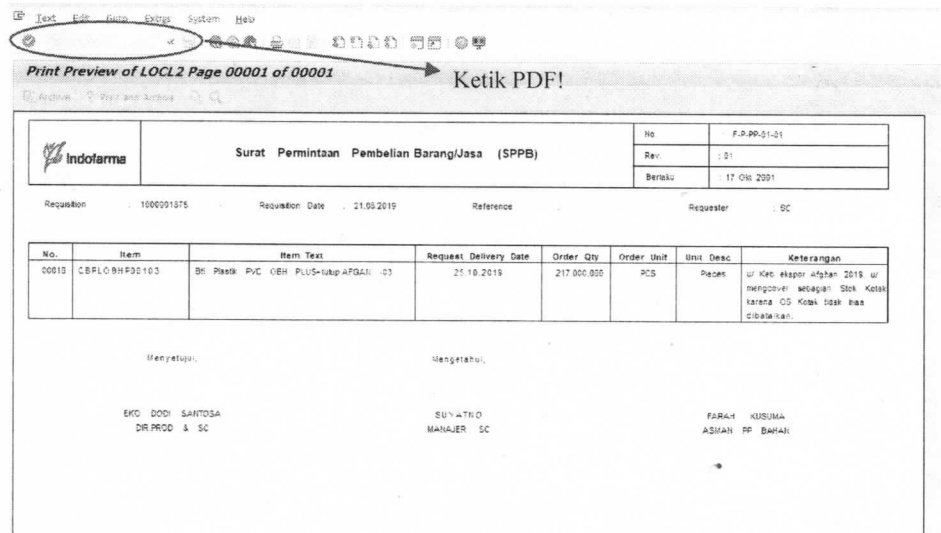 Text Edit Goto Extras System Help
Print Preview of LOCL2 Page 00001 of 00001
Ketik PDF!
Archive Print and Archive
Indofarma
Surat Permintaan Pembelian Barang/Jasa (SPPB)
No : F-P-PP-01-01
Rev. : 01
Berlaku : 17 Okt 2001
Requisition : Requisition Date : 21.08.2019 Reference : Requester : SC
No. Item Item Text Request Delivery Date Order Qty Order Unit Unit Desc Keterangan
Btl Plastik PVC OBH PLUS+tutup AFGAN -03 25.10.2019 217.000,000 PCS Pieces u/ Keb ekspor Afghan 2019. u/
mengcover sebagian Stok Kotak
karena OS Kotak tidak bisa
dibatalkan.
Menyetujui, Mengetahui,
EKO DODI SANTOSA SUYATNO FARAH KUSUMA
DIR.PROD & SC MANAJER SC ASMAN PP BAHAN